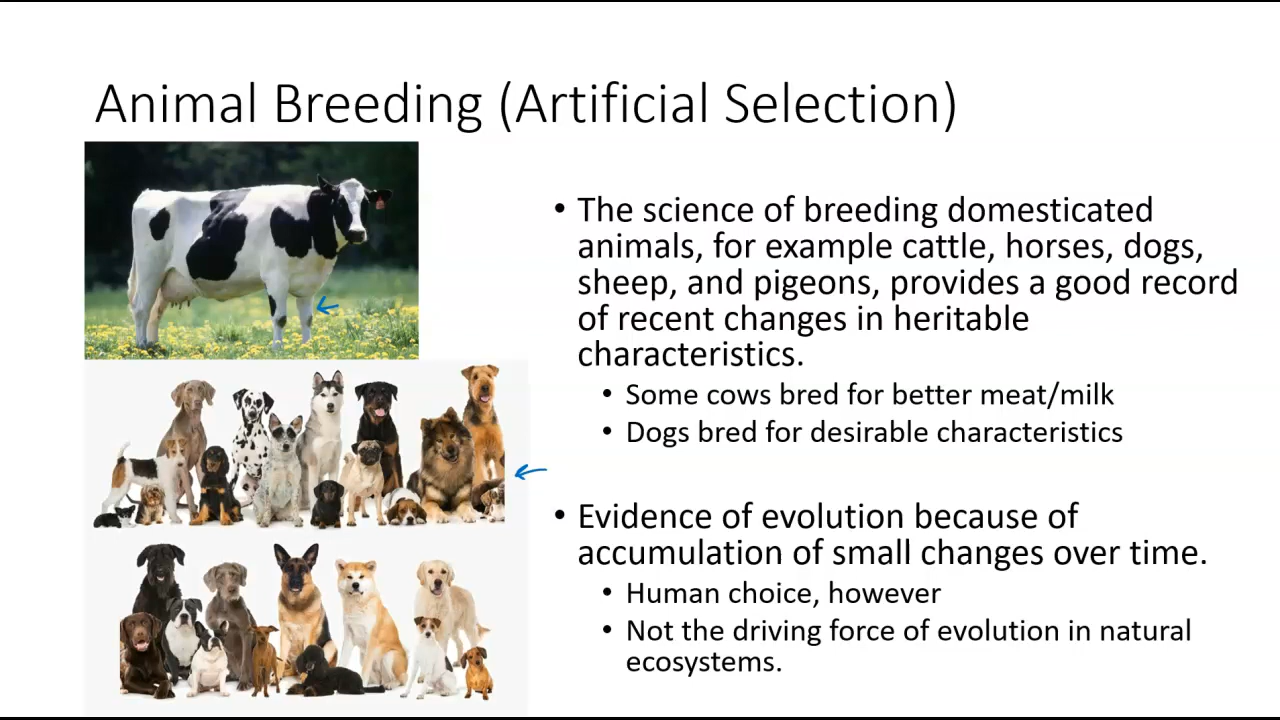 Animal Breeding (Artificial Selection)
• The science of breeding domesticated
animals, for example cattle, horses, dogs,
sheep, and pigeons, provides a good record
of recent changes in heritable
characteristics.
• Some cows bred for better meat/milk
• Dogs bred for desirable characteristics
• Evidence of evolution because of
accumulation of small changes over time.
• Human choice, however
• Not the driving force of evolution in natural
ecosystems.